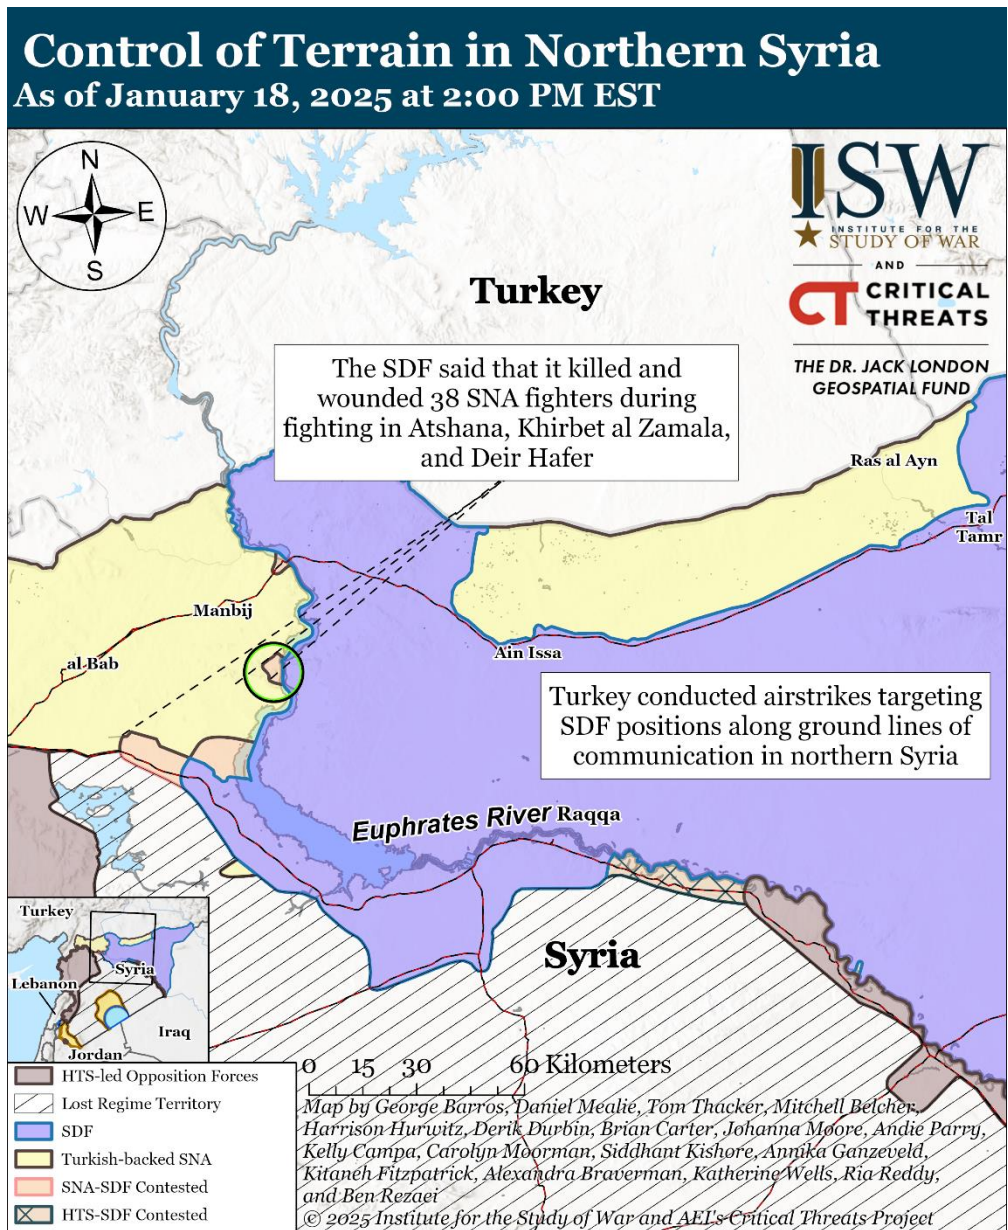 Control of Terrain in Northern Syria
As of January 18, 2025 at 2:00 PM EST
N
W
E
S
ISW
INSTITUTE FOR THE
STUDY OF WAR
AND
CT CRITICAL
THREATS
THE DR. JACK LONDON
GEOSPATIAL FUND
Turkey
The SDF said that it killed and
wounded 38 SNA fighters during
fighting in Atshana, Khirbet al Zamala,
and Deir Hafer
Ras al Ayn
Tal
Tamr
Manbij
al Bab
Ain Issa
Turkey conducted airstrikes targeting
SDF positions along ground lines of
communication in northern Syria
Euphrates River
Raqqa
Syria
Turkey
Syria
Lebanon
Iraq
Jordan
0 15 30 60 Kilometers
HTS-led Opposition Forces
Lost Regime Territory
SDF
Turkish-backed SNA
SNA-SDF Contested
HTS-SDF Contested
Map by George Barros, Daniel Mealie, Tom Thacker, Mitchell Belcher,
Harrison Hurwitz, Derik Durbin, Brian Carter, Johanna Moore, Andie Parry,
Kelly Campa, Carolyn Moorman, Siddhant Kishore, Annika Ganzeveld,
Kitaneh Fitzpatrick, Alexandra Braverman, Katherine Wells, Ria Reddy,
and Ben Rezaei
© 2025 Institute for the Study of War and AEI's Critical Threats Project